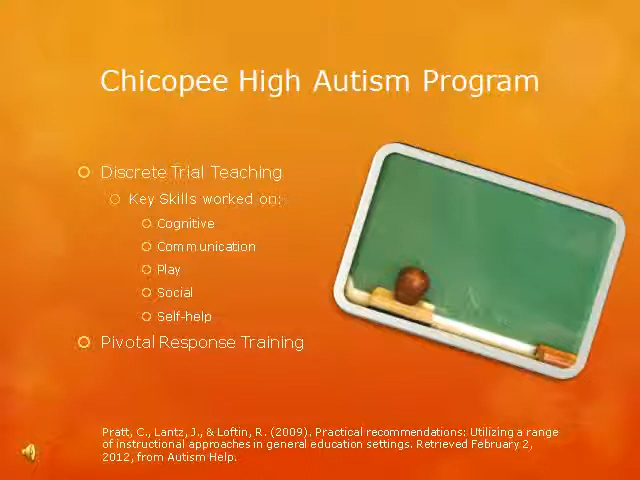 Chicopee High Autism Program
Discrete Trial Teaching
Key Skills worked on:
Cognitive
Communication
Play
Social
Self-help
Pivotal Response Training
Pratt, C., Lantz, J., & Loftin, R. (2009). Practical recommendations: Utilizing a range
of instructional approaches in general education settings. Retrieved February 2,
2012, from Autism Help.